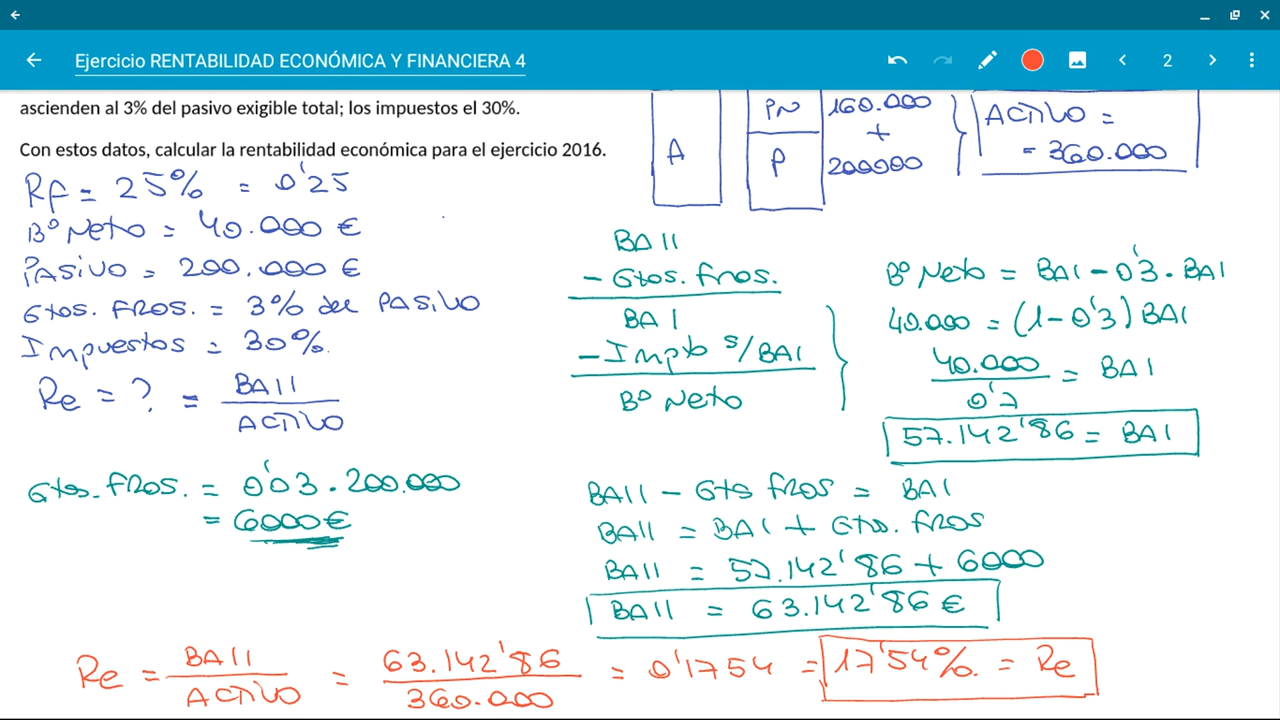 Ejercicio RENTABILIDAD ECONÓMICA Y FINANCIERA 4
2
ascienden al 3% del pasivo exigible total; los impuestos el 30%.
Con estos datos, calcular la rentabilidad económica para el ejercicio 2016.
Rf = 25% = 0'25
Bº Neto = 40.000 €
PASIVO = 200.000 €
Gtos. FROS. = 3% del PASIVO
Impuestos = 30%.
Re = ? = BAII
ACTIVO
Gtos. FROS. = 0'03 · 200.000
= 6000 €
A
PN 160.000
+
P 200000
ACTIVO =
= 360.000
BAII
- Gtos. Fros.
BAI
- Impto s/BAI
Bº Neto
Bº Neto = BAI - 0'3 · BAI
40.000 = (1 - 0'3) BAI
40.000
0'7
= BAI
57.142'86 = BAI
BAII - Gto FROS = BAI
BAII = BAI + Gto. FROS
BAII = 57.142'86 + 6000
BAII = 63.142'86 €
Re = BAII
ACTIVO
= 63.142'86
360.000
= 0'1754 = 17'54%. = Re